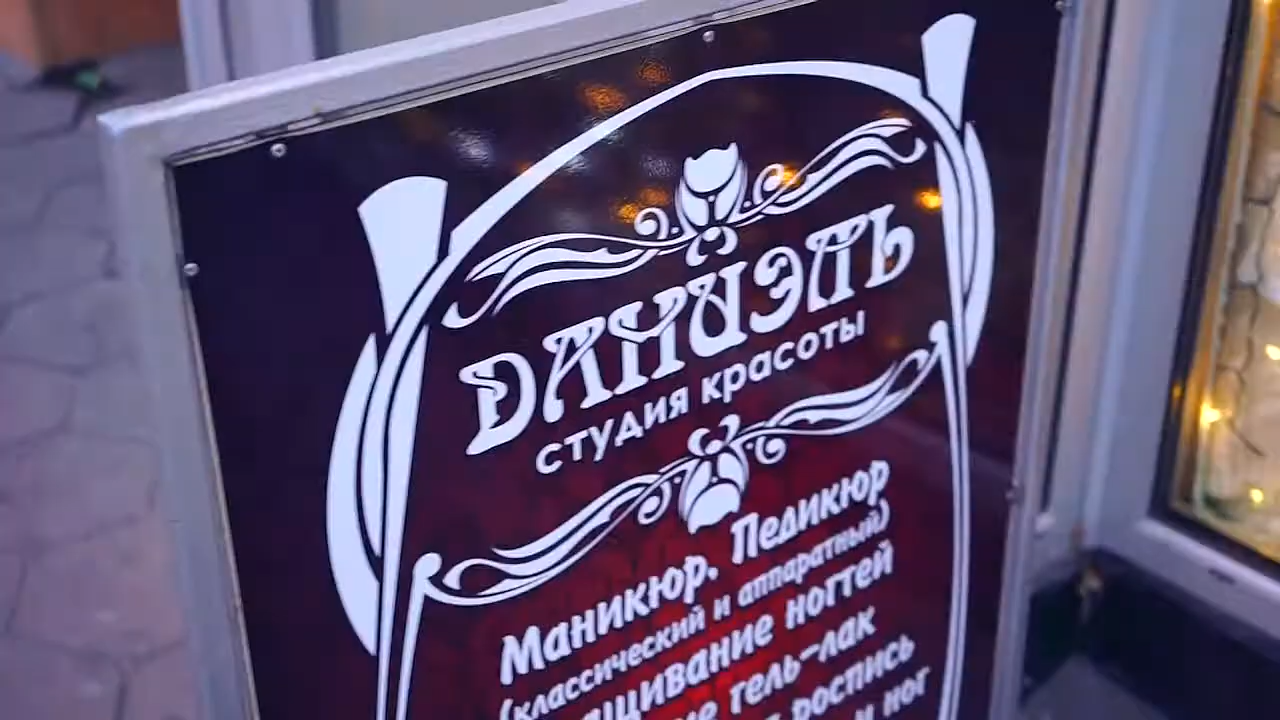 ДАНИЭЛЬ
студия красоты
Маникюр. Педикюр
(классический и аппаратный)
ногтей
гель-лак
роспись
и ног